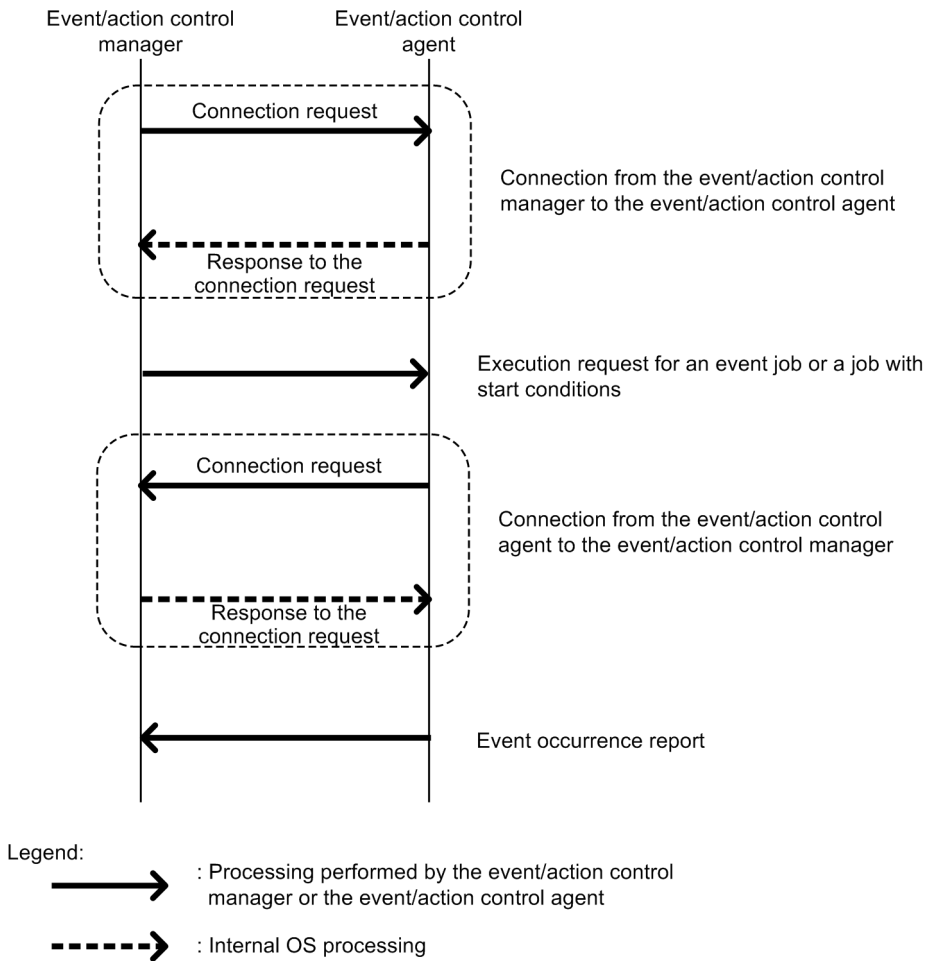 Event/action control
manager
Event/action control
agent
Connection request
Connection from the event/action control
manager to the event/action control agent
Response to the
connection request
Execution request for an event job or a job with
start conditions
Connection request
Connection from the event/action control
agent to the event/action control manager
Response to the
connection request
Event occurrence report
Legend:
: Processing performed by the event/action control
manager or the event/action control agent
: Internal OS processing